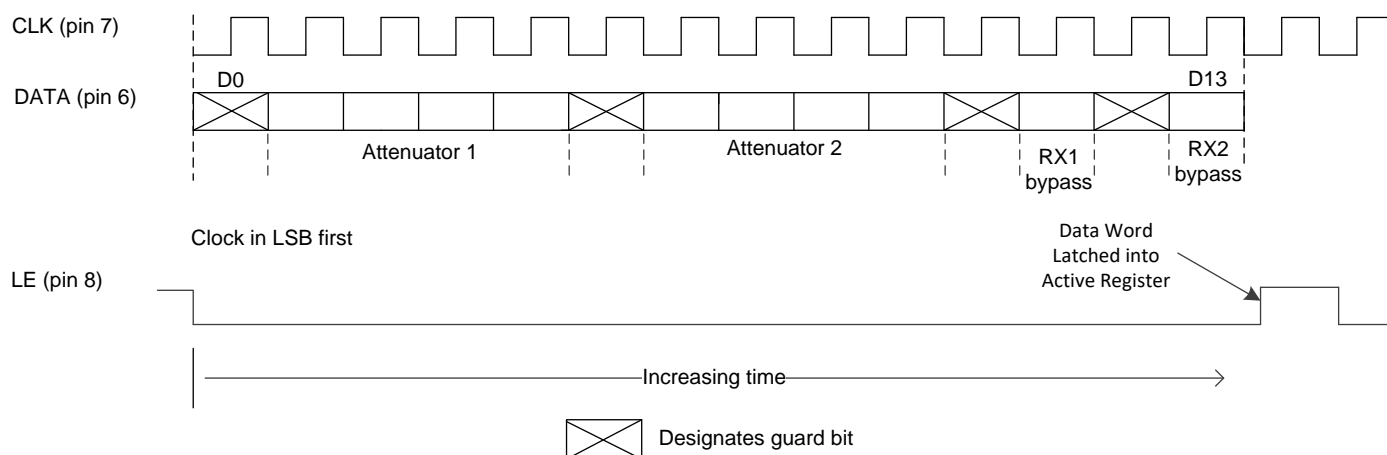 CLK (pin 7)
D0
D13
DATA (pin 6)
Attenuator 1
Attenuator 2
RX1
bypass
RX2
bypass
Clock in LSB first
Data Word
Latched into
Active Register
LE (pin 8)
Increasing time
Designates guard bit